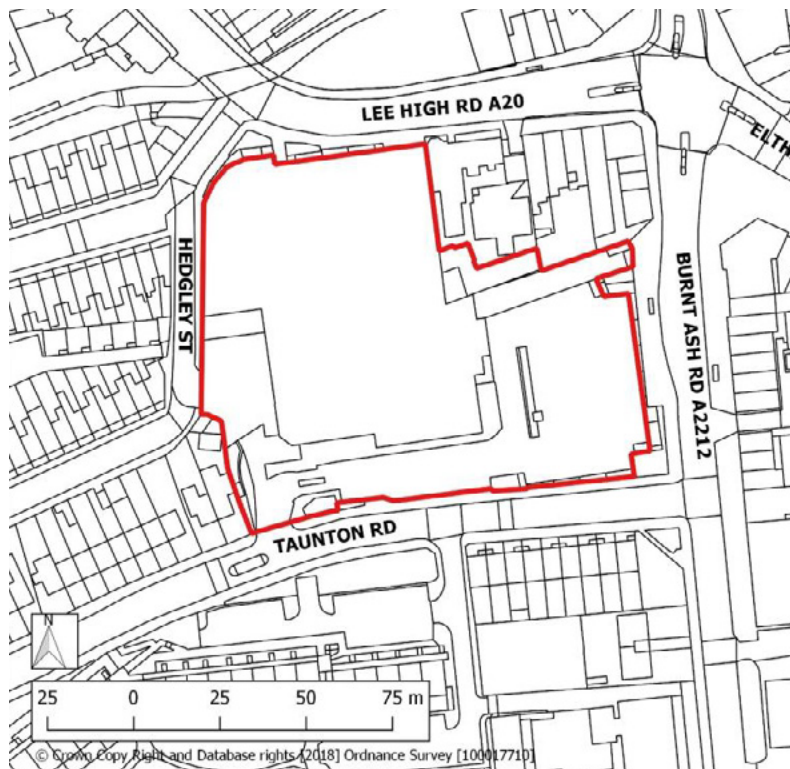 LEE HIGH RD A20
ELTH
HEDGLEY ST
BURNT ASH RD A2212
TAUNTON RD
N
25 0 25 50 75 m
© Crown Copy Right and Database rights [2018] Ordnance Survey [100017710]